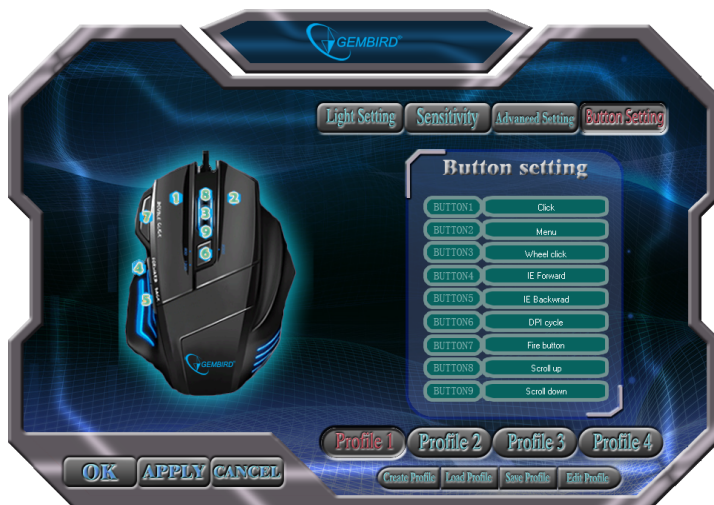 GEMBIRD
Light Setting Sensitivity Advanced Setting Button Setting
Button setting
BUTTON1 Click
BUTTON2 Menu
BUTTON3 Wheel click
BUTTON4 IE Forward
BUTTON5 IE Backwrad
BUTTON6 DPI cycle
BUTTON7 Fire button
BUTTON8 Scroll up
BUTTON9 Scroll down
1 8 2
3
7 9
6
4
5
GEMBIRD
Profile 1 Profile 2 Profile 3 Profile 4
OK APPLY CANCEL
Create Profile Load Profile Save Profile Edit Profile